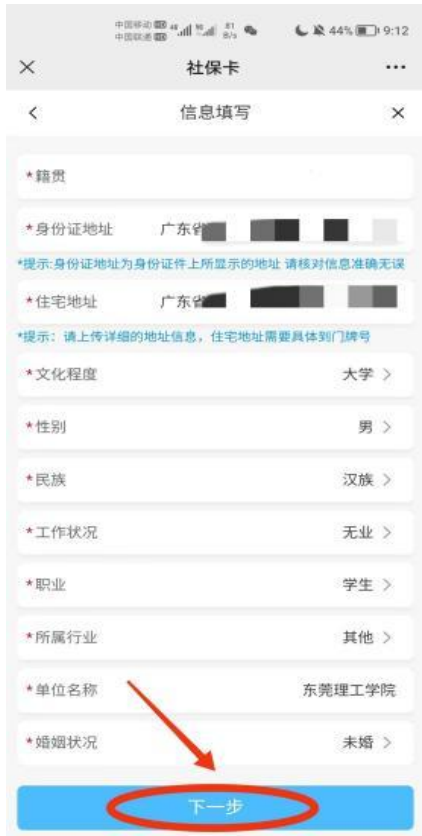 中国移动 HD 4G 5G 81 44% 9:12
中国联通 HD B/s
社保卡
信息填写
*籍贯
*身份证地址 广东省
*提示:身份证地址为身份证件上所显示的地址 请核对信息准确无误
*住宅地址 广东省
*提示：请上传详细的地址信息，住宅地址需要具体到门牌号
*文化程度 大学
*性别 男
*民族 汉族
*工作状况 无业
*职业 学生
*所属行业 其他
*单位名称 东莞理工学院
*婚姻状况 未婚
下一步